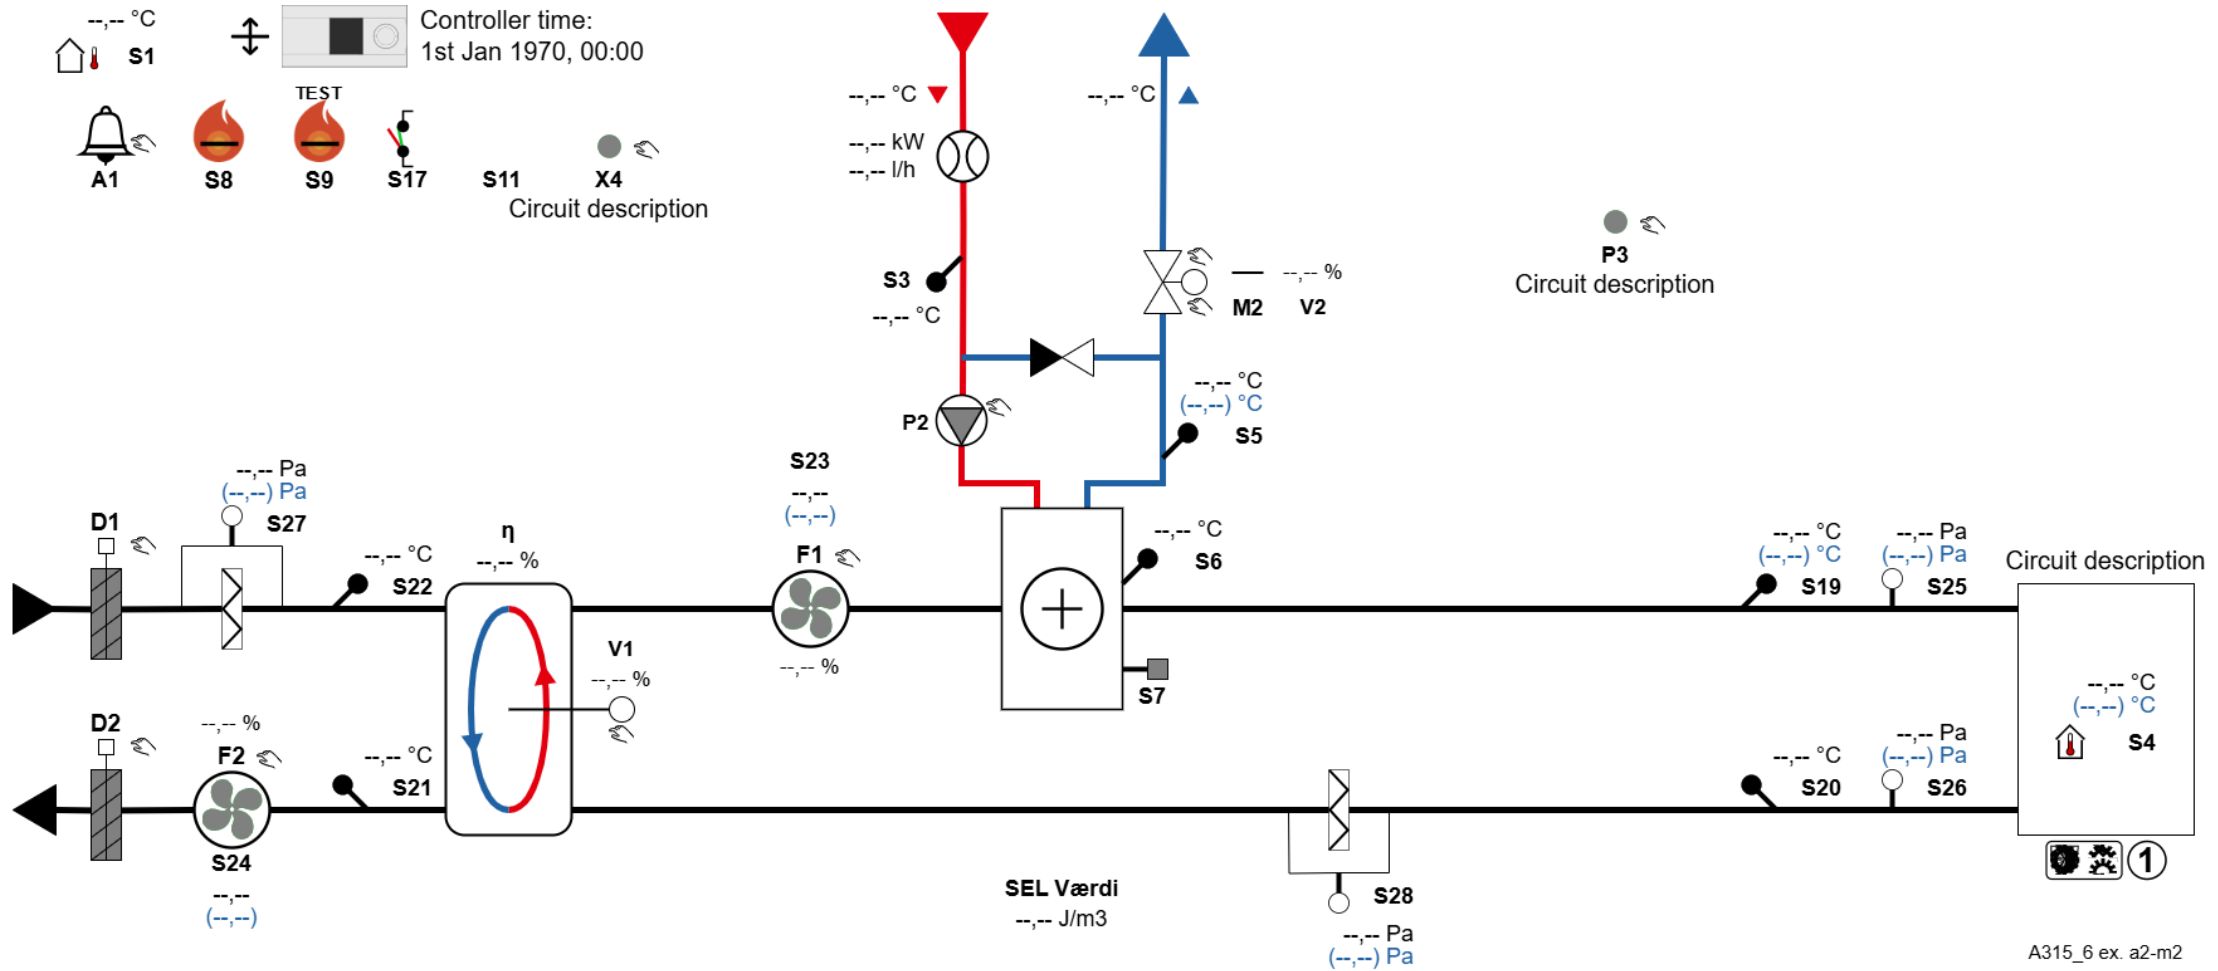 --,-- °C
S1
Controller time:
1st Jan 1970, 00:00
TEST
A1
S8
S9
S17
S11
X4
Circuit description
--,-- °C
--,-- kW
--,-- l/h
--,-- °C
S3
--,-- °C
--,-- %
M2
V2
P3
Circuit description
P2
--,-- °C
(--,--) °C
S5
--,-- Pa
(--,--) Pa
S27
D1
--,-- °C
S22
η
--,-- %
S23
--,--
(--,--)
F1
--,-- %
--,-- °C
S6
S7
--,-- °C
(--,--) °C
S19
--,-- Pa
(--,--) Pa
S25
Circuit description
V1
--,-- %
D2
--,-- %
F2
S24
--,--
(--,--)
--,-- °C
S21
--,-- °C
S20
--,-- Pa
(--,--) Pa
S26
--,-- °C
(--,--) °C
S4
1
SEL Værdi
--,-- J/m3
S28
--,-- Pa
(--,--) Pa
A315_6 ex. a2-m2